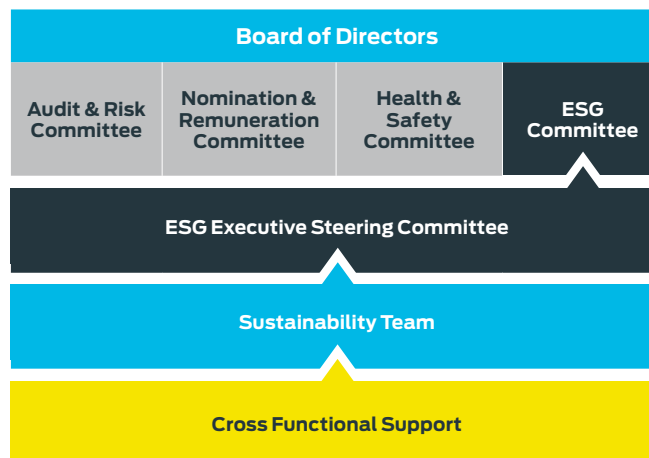 Board of Directors
Audit & Risk
Committee
Nomination &
Remuneration
Committee
Health &
Safety
Committee
ESG
Committee
ESG Executive Steering Committee
Sustainability Team
Cross Functional Support